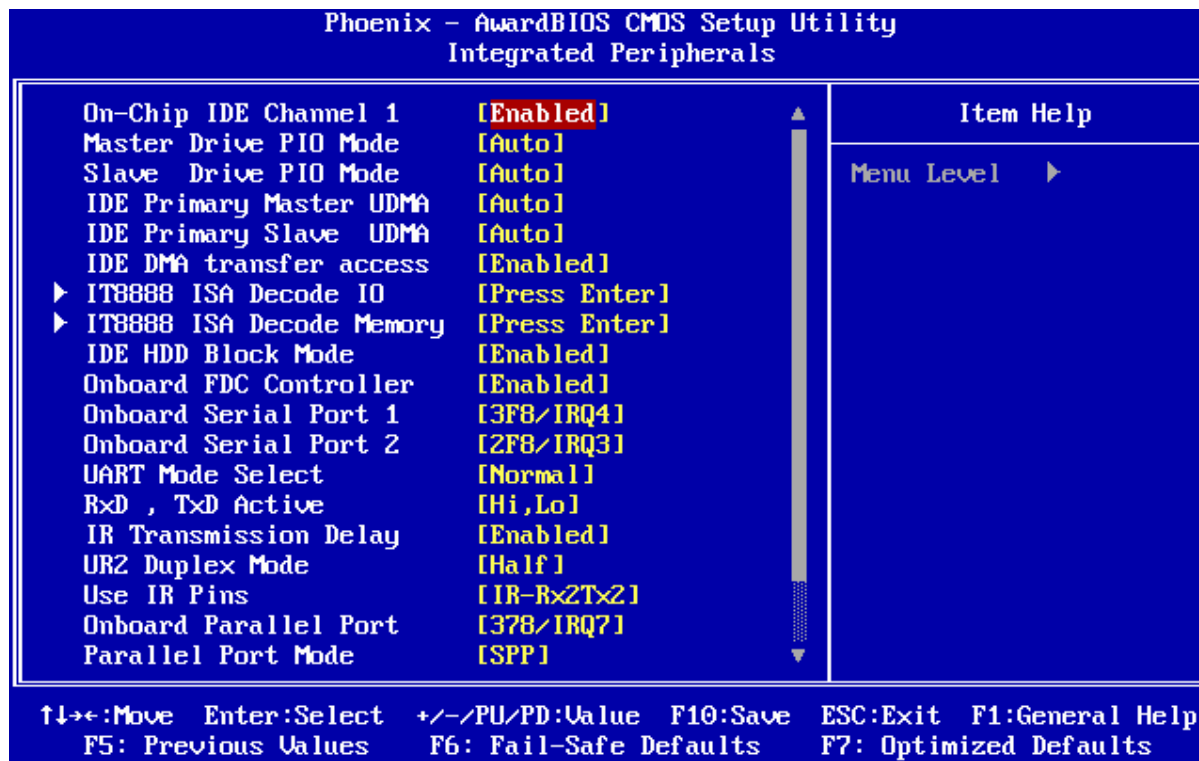 Phoenix - AwardBIOS CMOS Setup Utility
Integrated Peripherals
On-Chip IDE Channel 1 [Enabled]
Master Drive PIO Mode [Auto]
Slave Drive PIO Mode [Auto]
IDE Primary Master UDMA [Auto]
IDE Primary Slave UDMA [Auto]
IDE DMA transfer access [Enabled]
IT8888 ISA Decode IO [Press Enter]
IT8888 ISA Decode Memory [Press Enter]
IDE HDD Block Mode [Enabled]
Onboard FDC Controller [Enabled]
Onboard Serial Port 1 [3F8/IRQ4]
Onboard Serial Port 2 [2F8/IRQ3]
UART Mode Select [Normal]
RxD , TxD Active [Hi,Lo]
IR Transmission Delay [Enabled]
UR2 Duplex Mode [Half]
Use IR Pins [IR-Rx2Tx2]
Onboard Parallel Port [378/IRQ7]
Parallel Port Mode [SPP]
Item Help
Menu Level
↑↓→←:Move Enter:Select +/-/PU/PD:Value F10:Save ESC:Exit F1:General Help
F5: Previous Values F6: Fail-Safe Defaults F7: Optimized Defaults